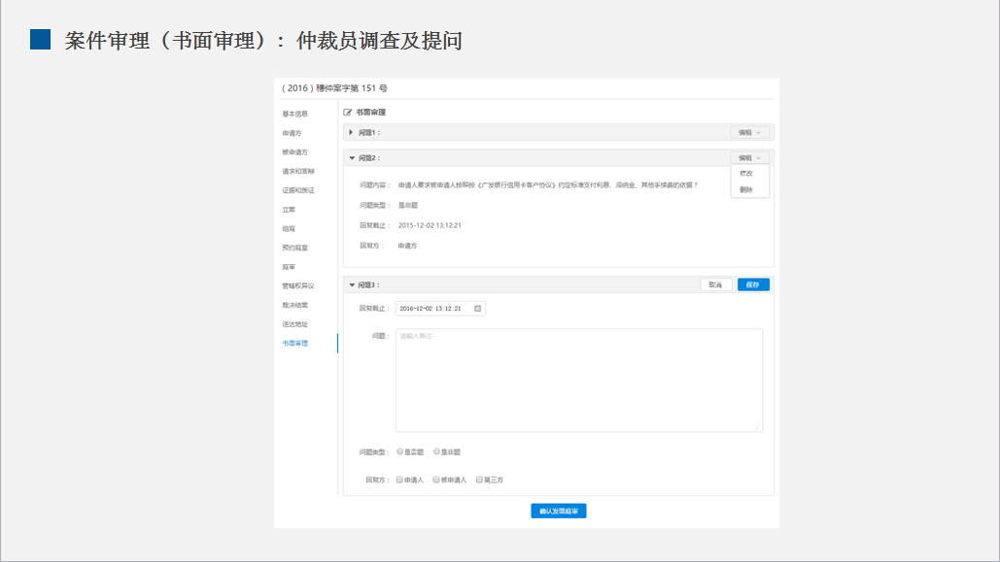 案件审理（书面审理）：仲裁员调查及提问
（2016）穗仲案字第 151 号
基本信息
申请方
被申请方
请求和答辩
证据和质证
立案
组庭
预约庭室
庭审
管辖权异议
裁决结案
送达地址
书面审理
书面审理
问题1：
编辑
问题2：
编辑
修改
删除
问题内容： 申请人要求被申请人按照按《广发银行信用卡客户协议》约定标准支付利息、滞纳金、其他手续费的依据？
问题类型： 是非题
回复截止： 2015-12-02 13:12:21
回复方： 申请方
问题3：
取消 保存
回复截止： 2016-12-02 13:12:21
问题： 请输入备注
问题类型： 是否题 是非题
回复方： 申请人 被申请人 第三方
确认发回庭审